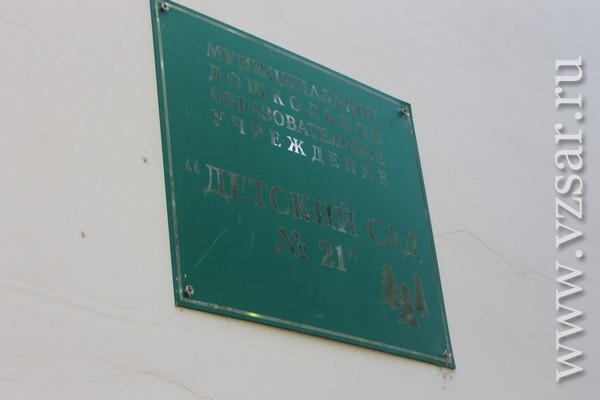 МУНИЦИПАЛЬНОЕ
ДОШКОЛЬНОЕ
ОБРАЗОВАТЕЛЬНОЕ
УЧРЕЖДЕНИЕ
"ДЕТСКИЙ САД
№ 21"
www.vzsar.ru